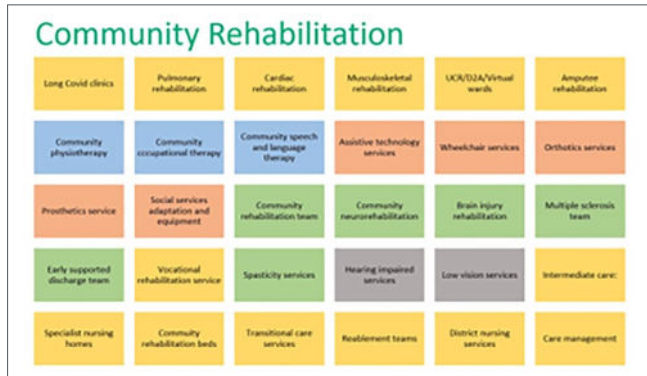 Community Rehabilitation
Long Covid clinics
Pulmonary
rehabilitation
Cardiac
rehabilitation
Musculoskeletal
rehabilitation
UCR/D2A/Virtual
wards
Amputee
rehabilitation
Community
physiotherapy
Community
occupational therapy
Community speech
and language
therapy
Assistive technology
services
Wheelchair services
Orthotics services
Prosthetics service
Social services
adaptation and
equipment
Community
rehabilitation team
Community
neurorehabilitation
Brain injury
rehabilitation
Multiple sclerosis
team
Early supported
discharge team
Vocational
rehabilitation service
Spasticity services
Hearing impaired
services
Low vision services
Intermediate care:
Specialist nursing
homes
Commuity
rehabilitation beds
Transitional care
services
Reablement teams
District nursing
services
Care management